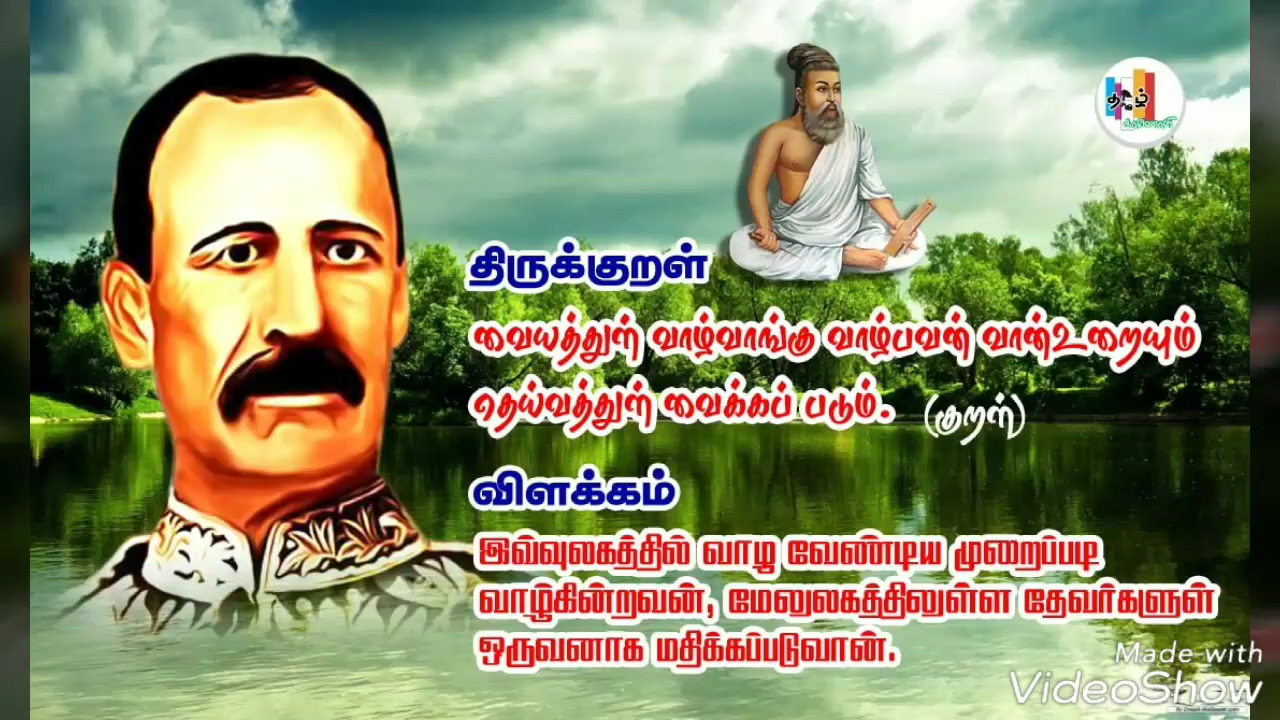 தமிழ்
திருக்குறள்
வையத்துள் வாழ்வாங்கு வாழ்பவன் வான்உறையும்
தெய்வத்துள் வைக்கப் படும். (குறள்)
விளக்கம்
இவ்வுலகத்தில் வாழ வேண்டிய முறைப்படி
வாழ்கின்றவன், மேலுலகத்திலுள்ள தேவர்களுள்
ஒருவனாக மதிக்கப்படுவான்.
Made with
VideoShow